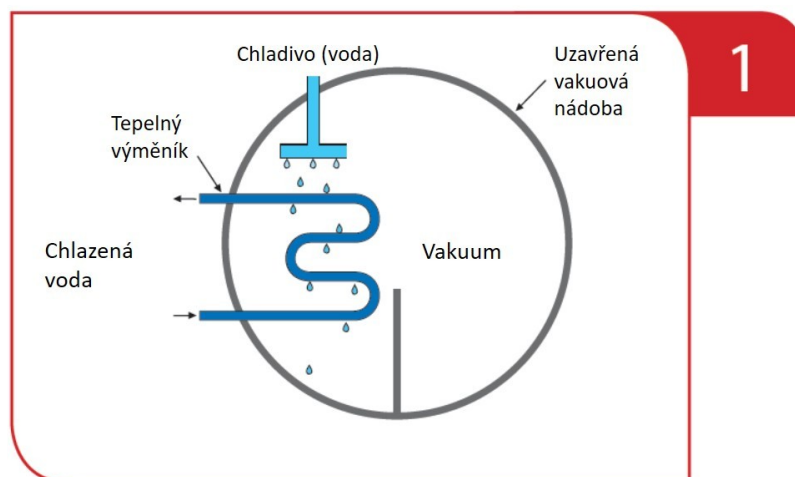 1
Chladivo (voda)
Uzavřená
vakuová
nádoba
Tepelný
výměník
Chlazená
voda
Vakuum